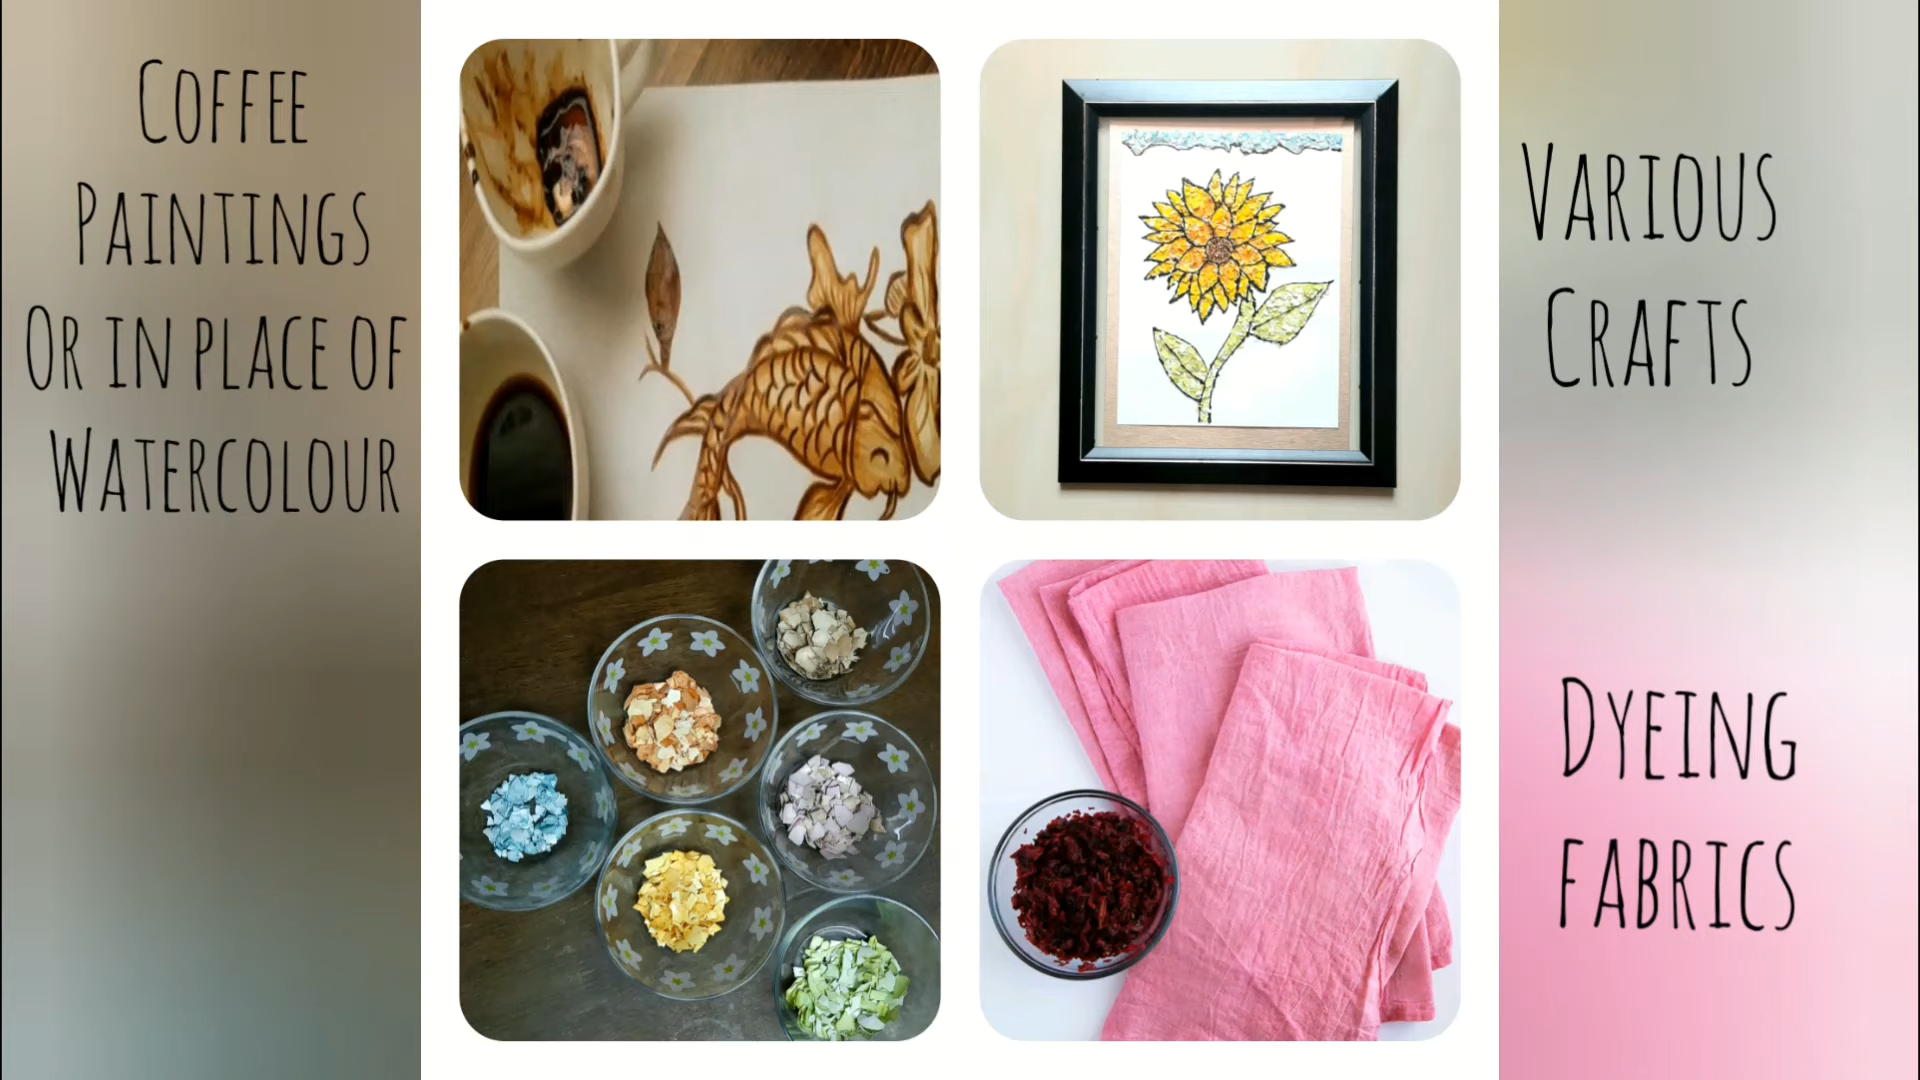 Coffee
Paintings
Or in place of
Watercolour
Various
Crafts
Dyeing
fabrics